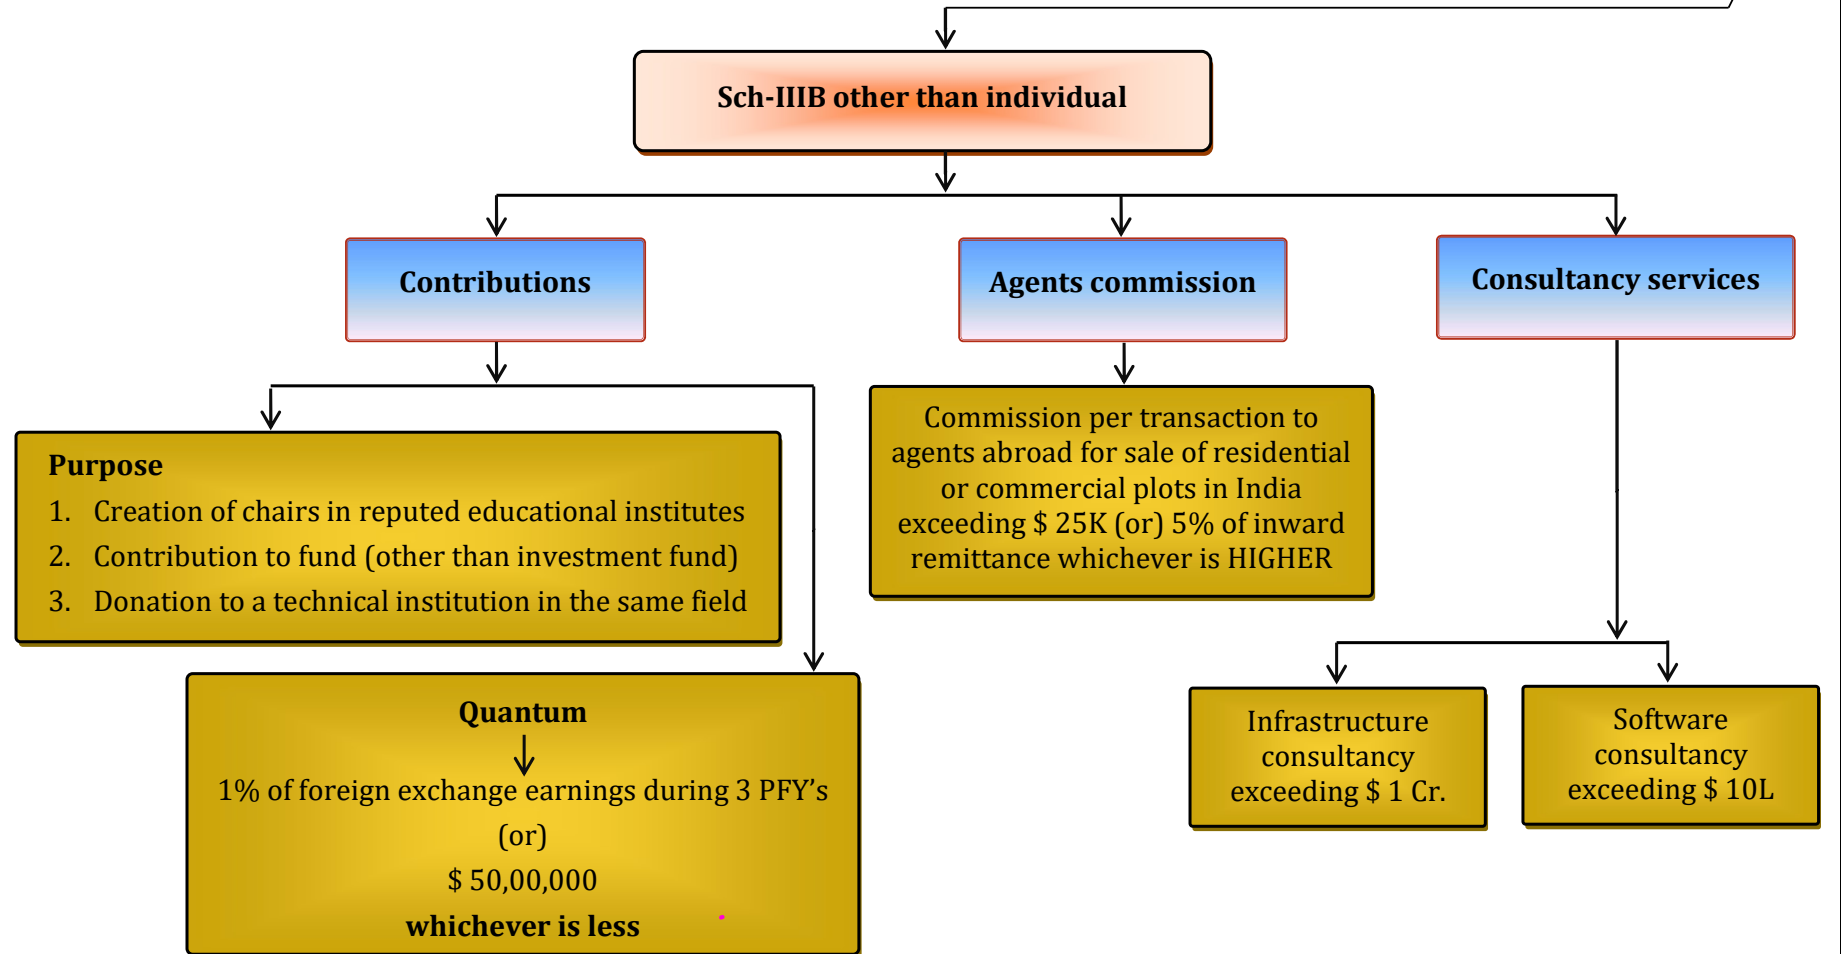 Sch-IIIB other than individual
Contributions
Agents commission
Consultancy services
Purpose
1. Creation of chairs in reputed educational institutes
2. Contribution to fund (other than investment fund)
3. Donation to a technical institution in the same field
Quantum
1% of foreign exchange earnings during 3 PFY’s
(or)
$ 50,00,000
whichever is less
Commission per transaction to
agents abroad for sale of residential
or commercial plots in India
exceeding $ 25K (or) 5% of inward
remittance whichever is HIGHER
Infrastructure
consultancy
exceeding $ 1 Cr.
Software
consultancy
exceeding $ 10L